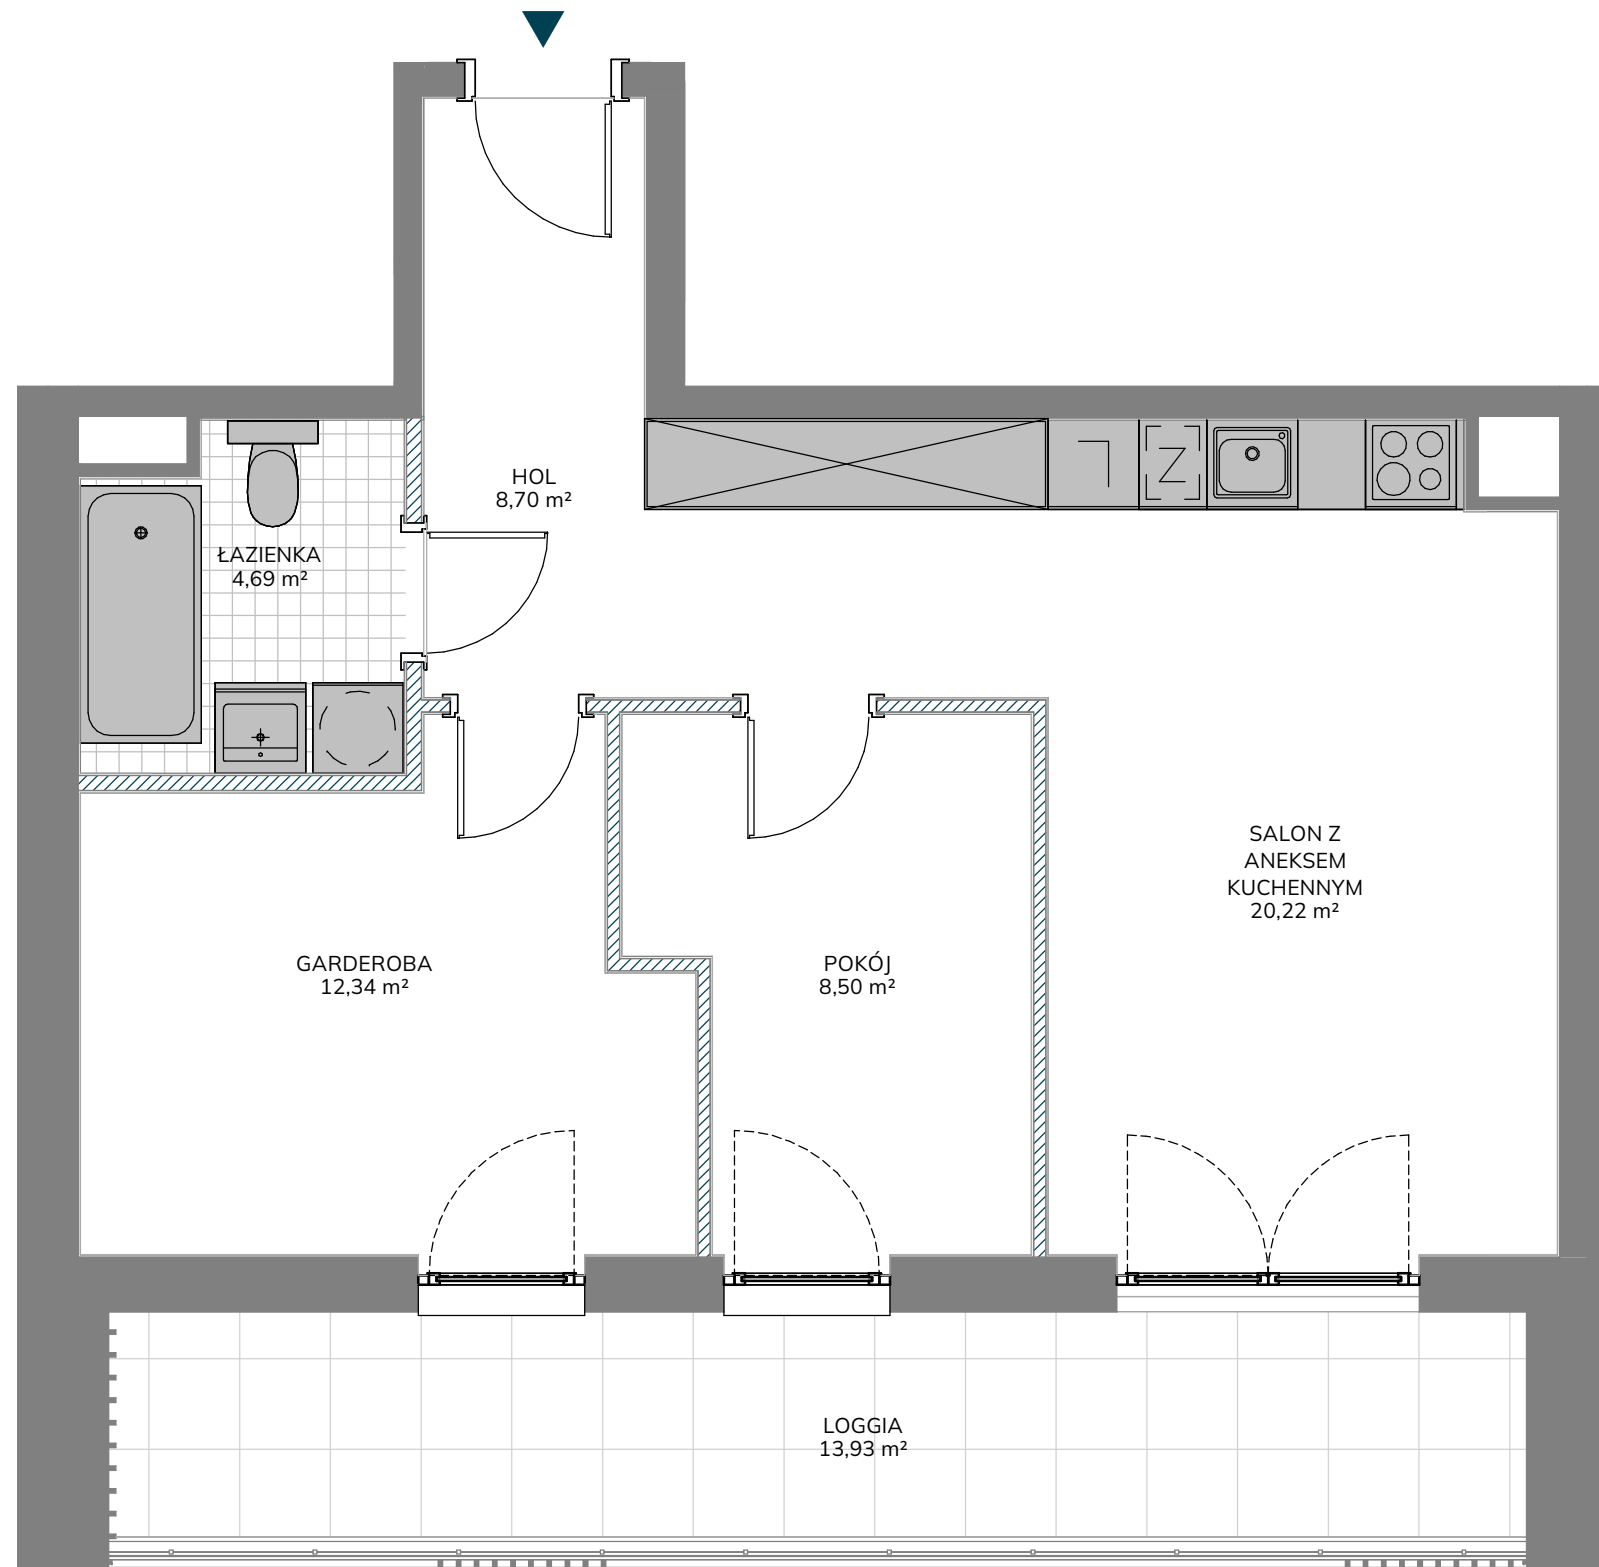 HOL
8,70 m²
Z
ŁAZIENKA
4,69 m²
SALON Z
ANEKSEM
KUCHENNYM
20,22 m²
GARDEROBA
12,34 m²
POKÓJ
8,50 m²
LOGGIA
13,93 m²